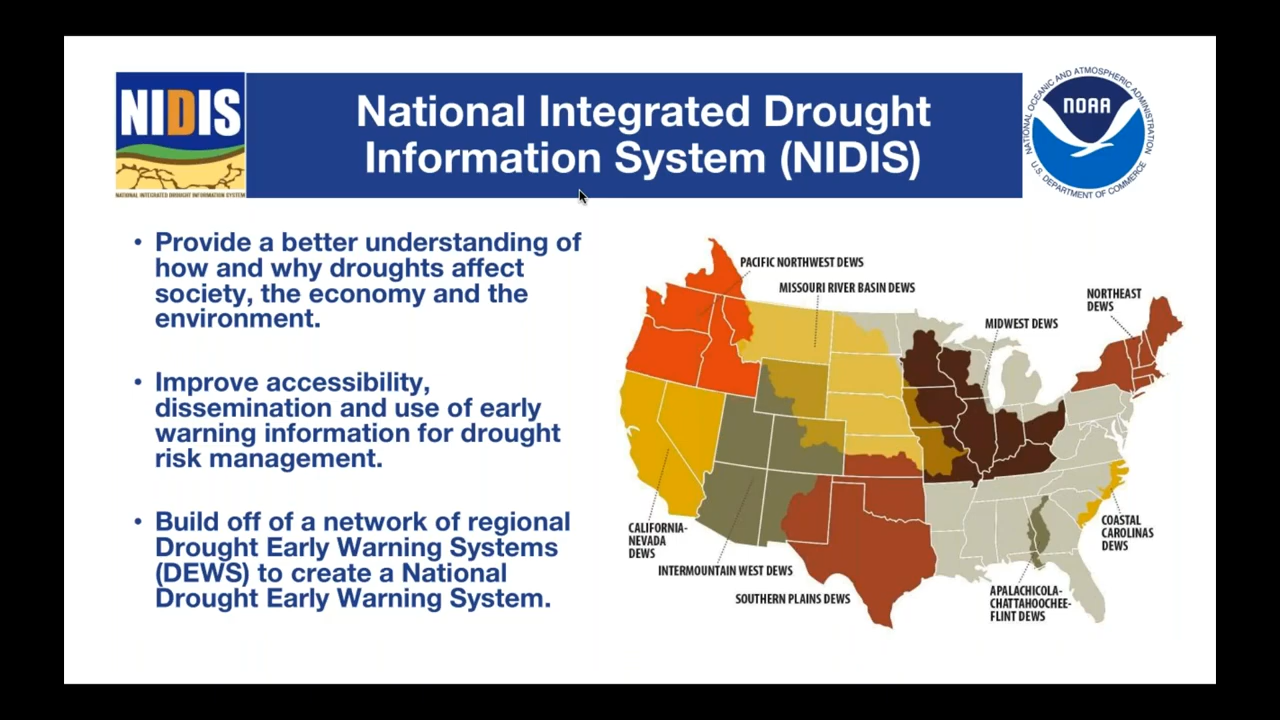 NIDIS
NATIONAL INTEGRATED DROUGHT INFORMATION SYSTEM
National Integrated Drought
Information System (NIDIS)
NATIONAL OCEANIC AND ATMOSPHERIC ADMINISTRATION
NOAA
U.S. DEPARTMENT OF COMMERCE
• Provide a better understanding of
how and why droughts affect
society, the economy and the
environment.
• Improve accessibility,
dissemination and use of early
warning information for drought
risk management.
• Build off of a network of regional
Drought Early Warning Systems
(DEWS) to create a National
Drought Early Warning System.
PACIFIC NORTHWEST DEWS
MISSOURI RIVER BASIN DEWS
MIDWEST DEWS
NORTHEAST
DEWS
CALIFORNIA-
NEVADA
DEWS
INTERMOUNTAIN WEST DEWS
SOUTHERN PLAINS DEWS
COASTAL
CAROLINAS
DEWS
APALACHICOLA-
CHATTAHOOCHEE-
FLINT DEWS